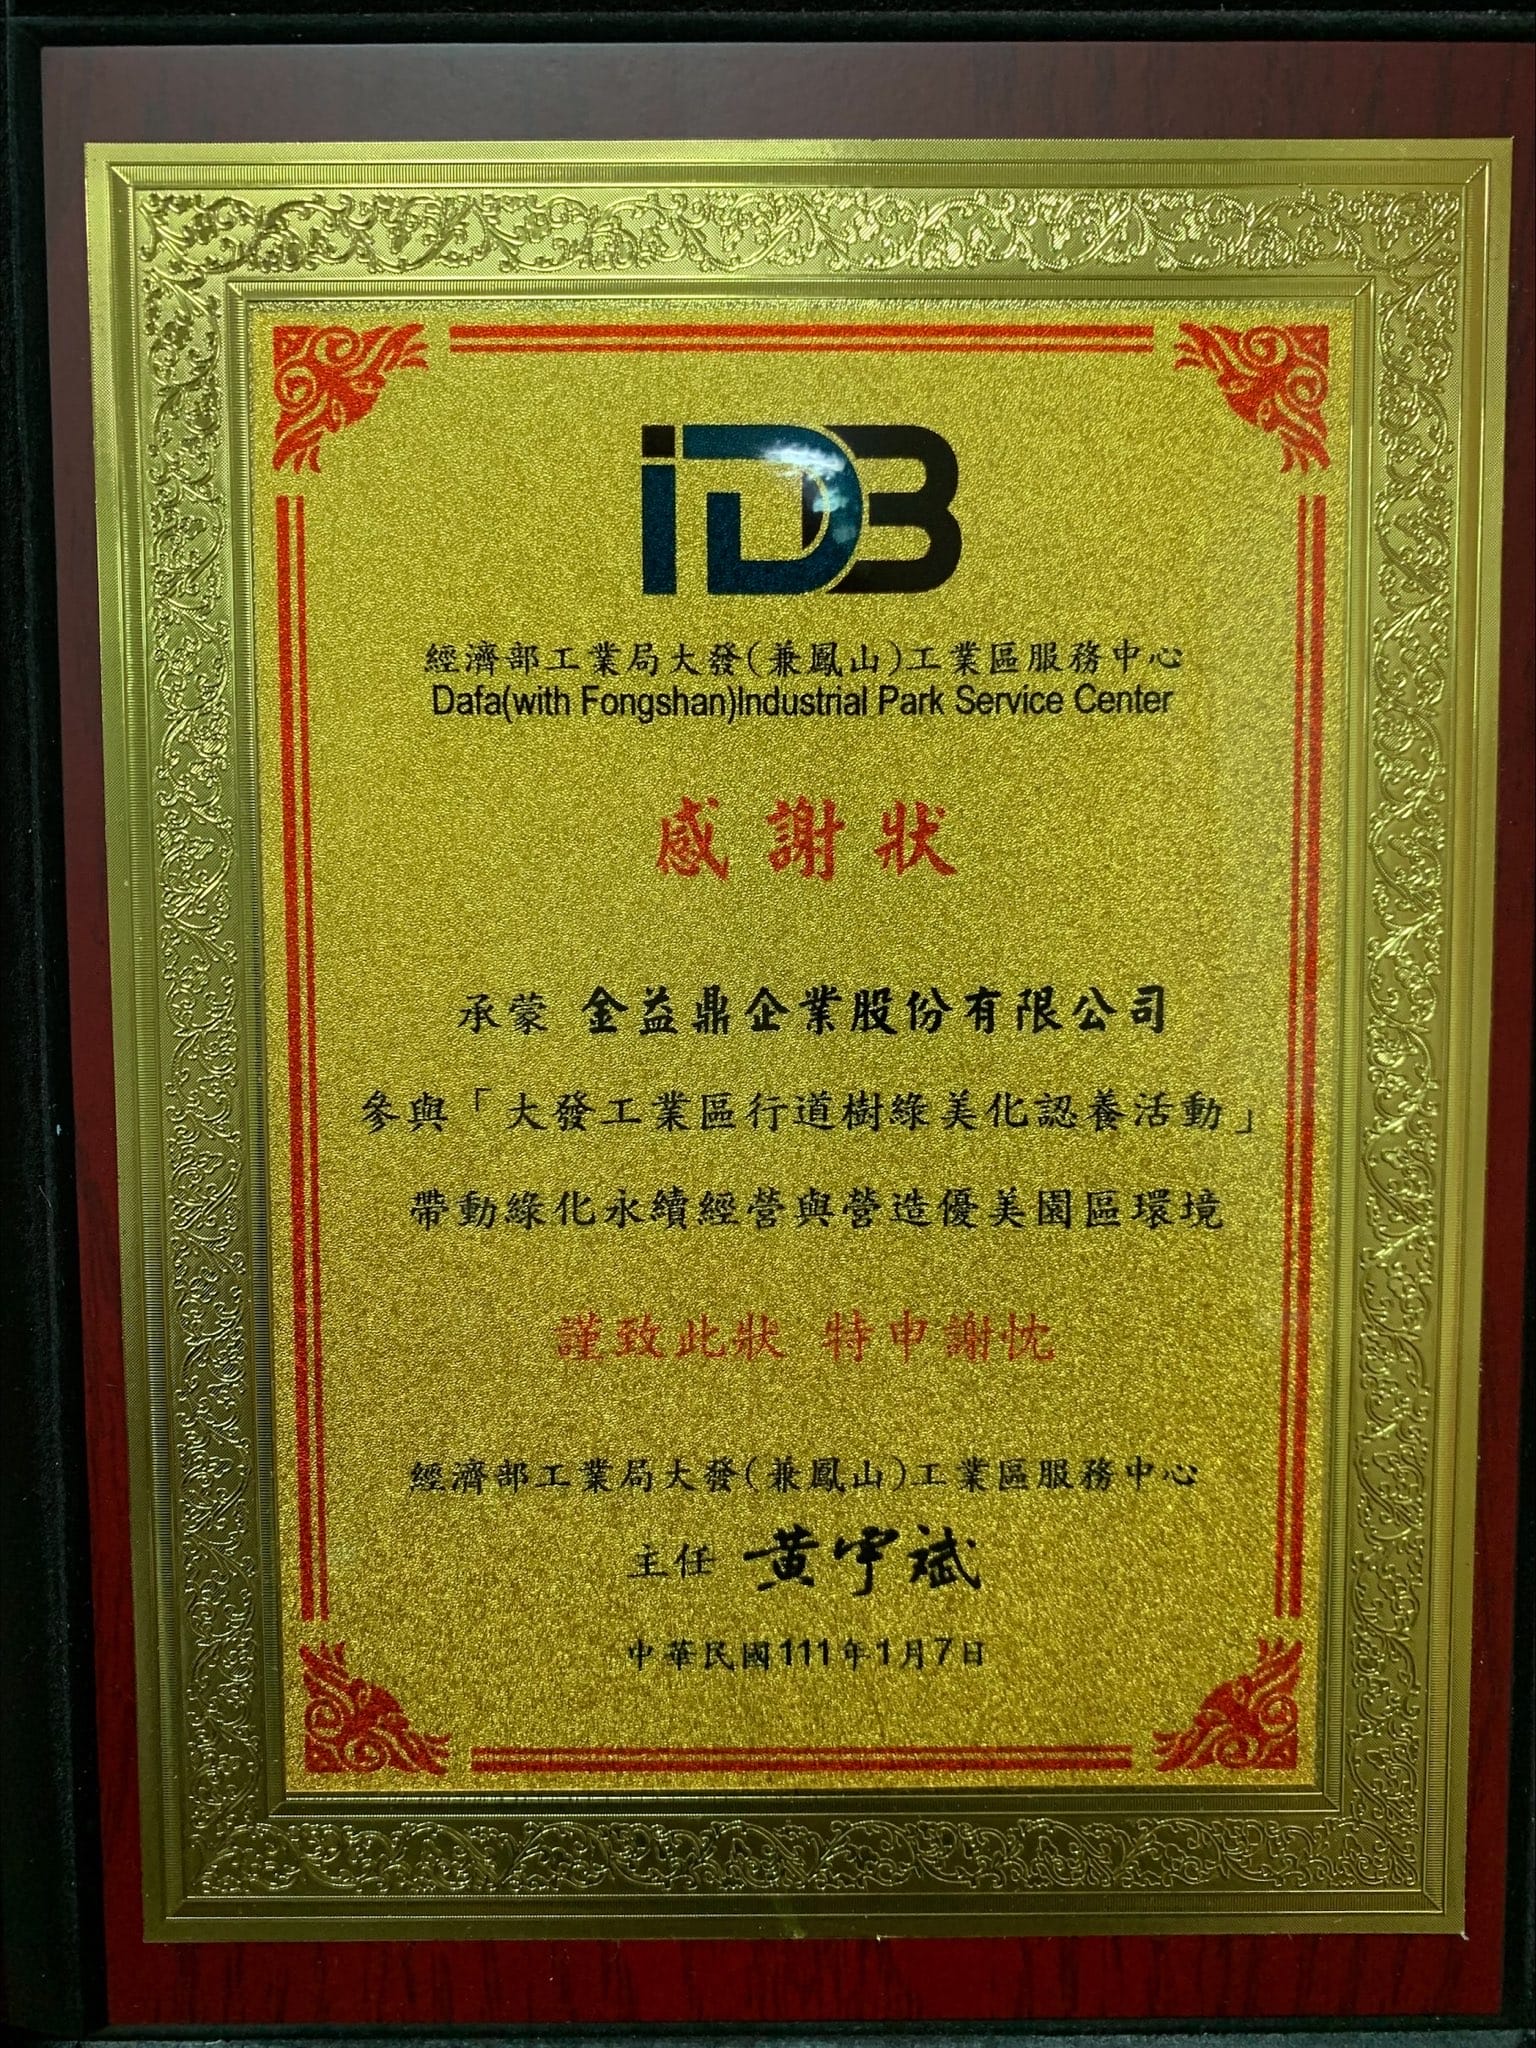 iDB
經濟部工業局大發(兼鳳山)工業區服務中心
Dafa(with Fongshan)Industrial Park Service Center
感謝狀
承蒙 金益鼎企業股份有限公司
參與「大發工業區行道樹綠美化認養活動」
帶動綠化永續經營與營造優美園區環境
謹致此狀 特申謝忱
經濟部工業局大發(兼鳳山)工業區服務中心
主任 黃宇斌
中華民國111年1月7日